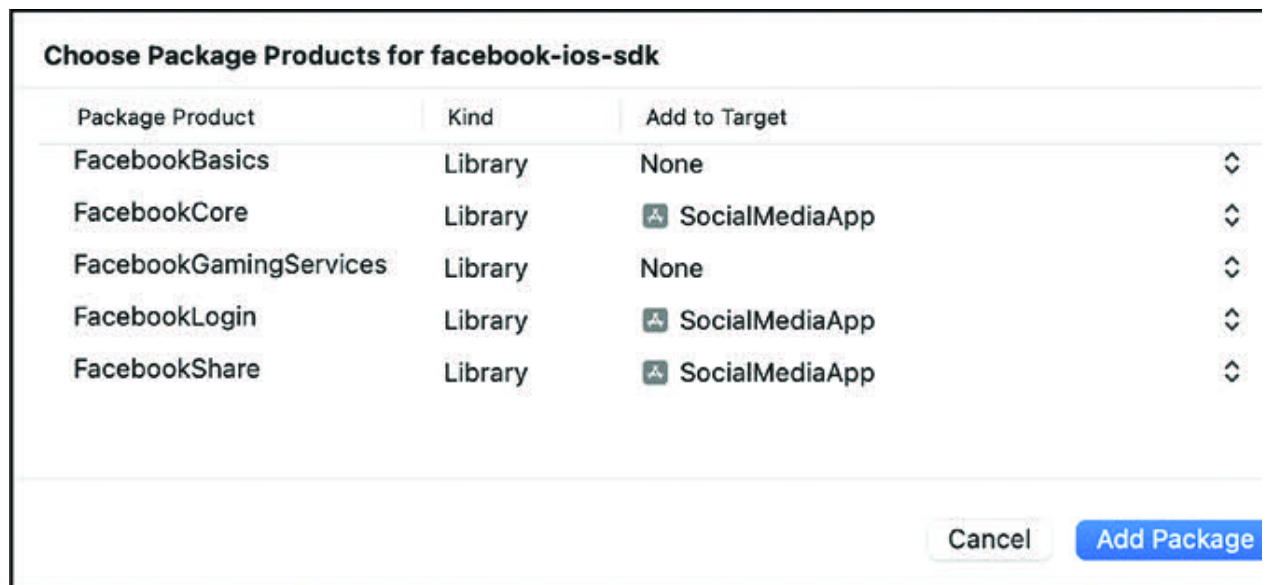 Choose Package Products for facebook-ios-sdk
Package Product Kind Add to Target
FacebookBasics Library None
FacebookCore Library SocialMediaApp
FacebookGamingServices Library None
FacebookLogin Library SocialMediaApp
FacebookShare Library SocialMediaApp
Cancel Add Package